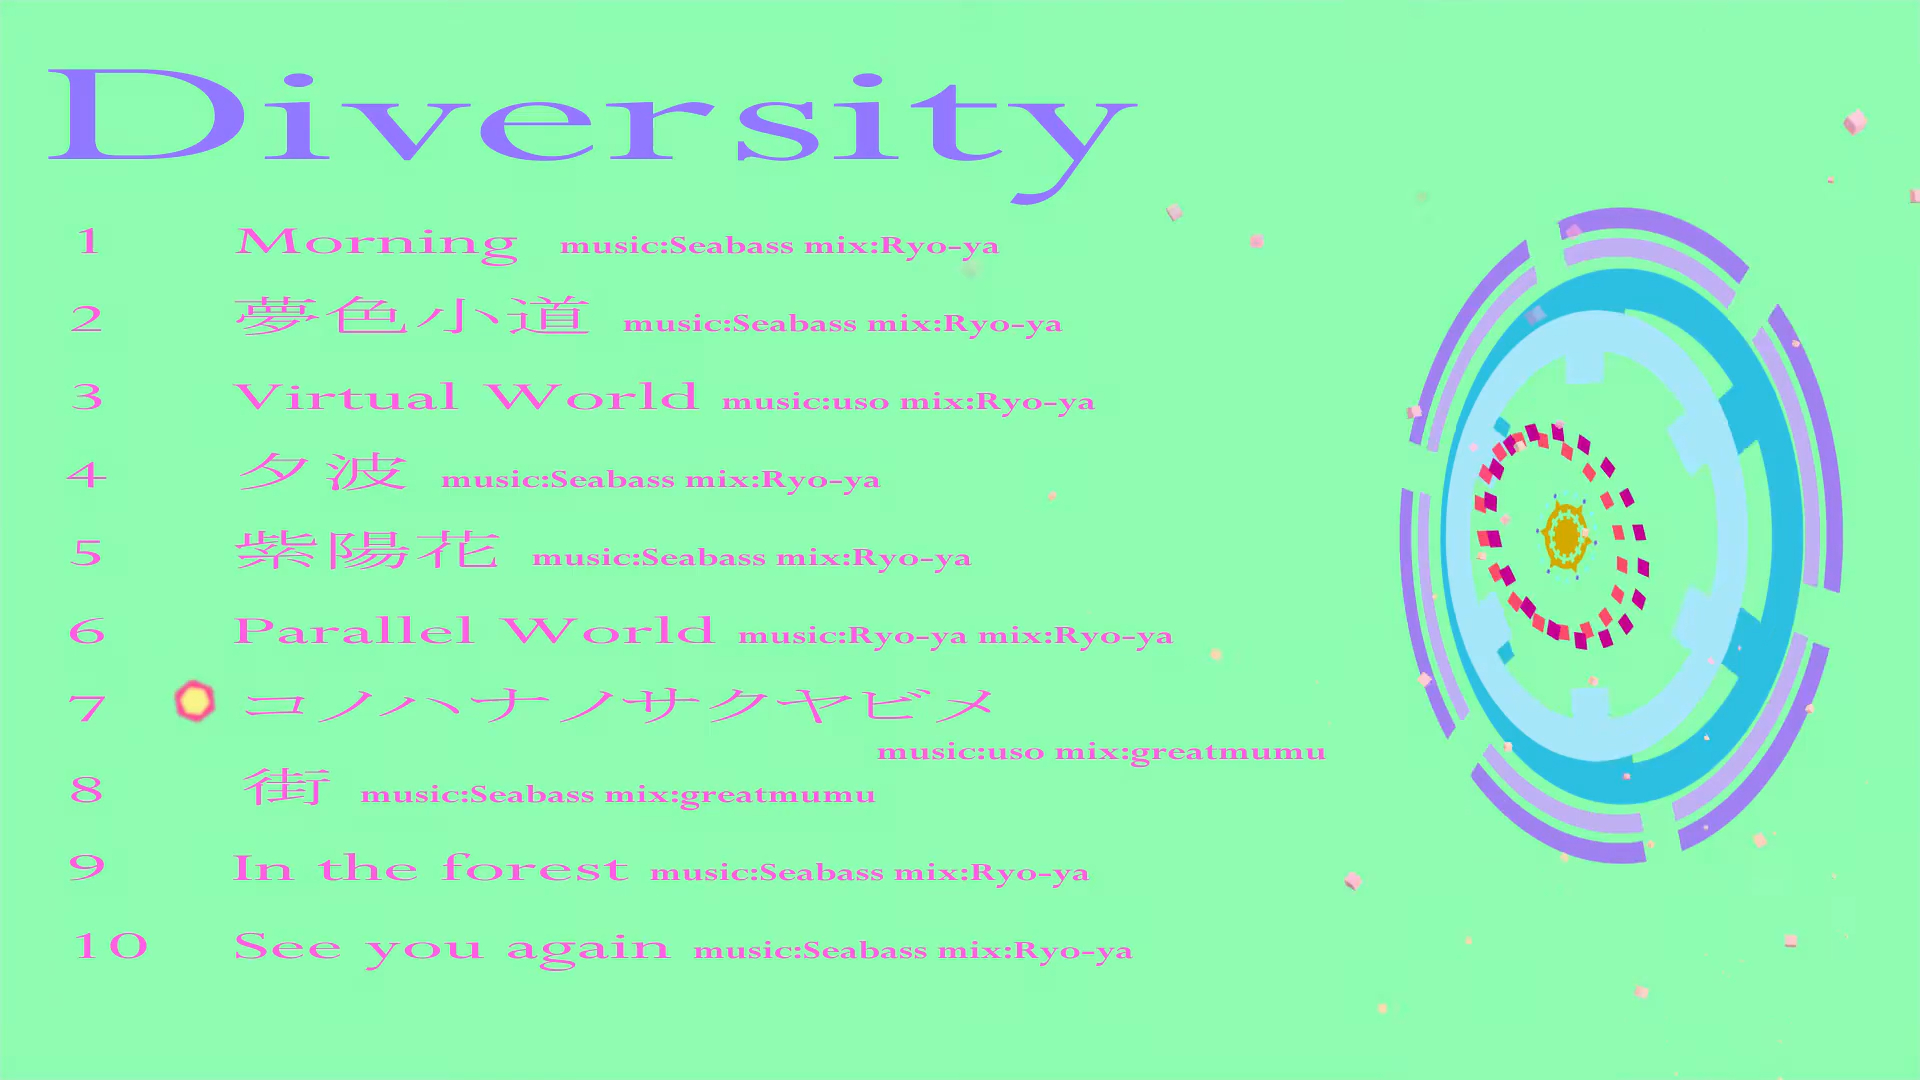 Diversity
1 Morning music:Seabass mix:Ryo-ya
2 夢色小道 music:Seabass mix:Ryo-ya
3 Virtual World music:uso mix:Ryo-ya
4 夕波 music:Seabass mix:Ryo-ya
5 紫陽花 music:Seabass mix:Ryo-ya
6 Parallel World music:Ryo-ya mix:Ryo-ya
7 コノハナノサクヤビメ
music:uso mix:greatmumu
8 街 music:Seabass mix:greatmumu
9 In the forest music:Seabass mix:Ryo-ya
10 See you again music:Seabass mix:Ryo-ya